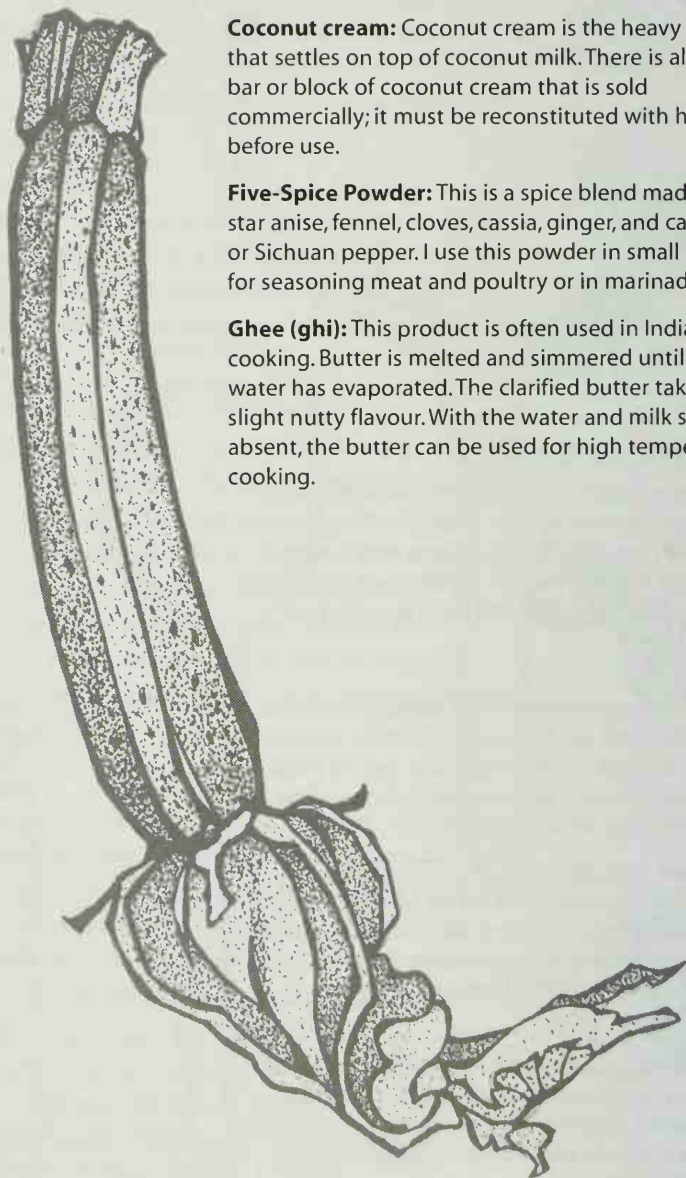 Coconut cream: Coconut cream is the heavy
that settles on top of coconut milk. There is al
bar or block of coconut cream that is sold
commercially; it must be reconstituted with h
before use.
Five-Spice Powder: This is a spice blend mad
star anise, fennel, cloves, cassia, ginger, and ca
or Sichuan pepper. I use this powder in small
for seasoning meat and poultry or in marinad
Ghee (ghi): This product is often used in India
cooking. Butter is melted and simmered until
water has evaporated. The clarified butter tak
slight nutty flavour. With the water and milk s
absent, the butter can be used for high tempe
cooking.